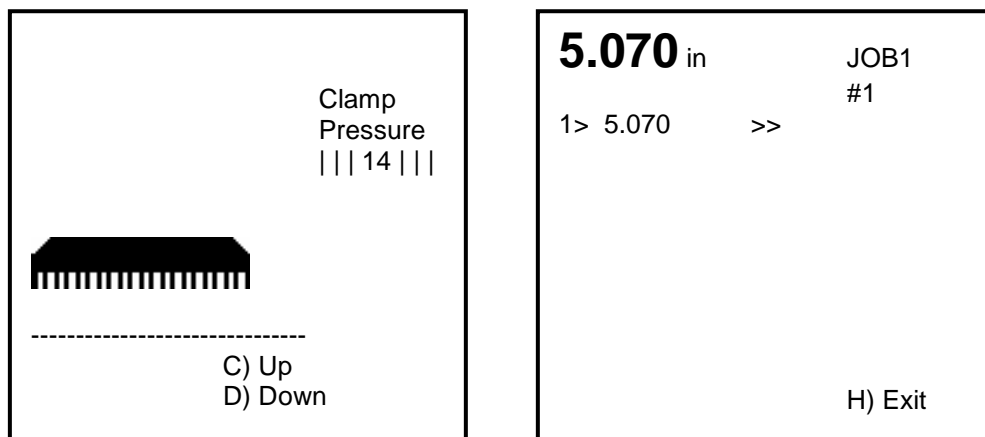 Clamp
Pressure
| | | 14 | | |
------------------------------
C) Up
D) Down
5.070 in JOB1
#1
1> 5.070 >>
H) Exit